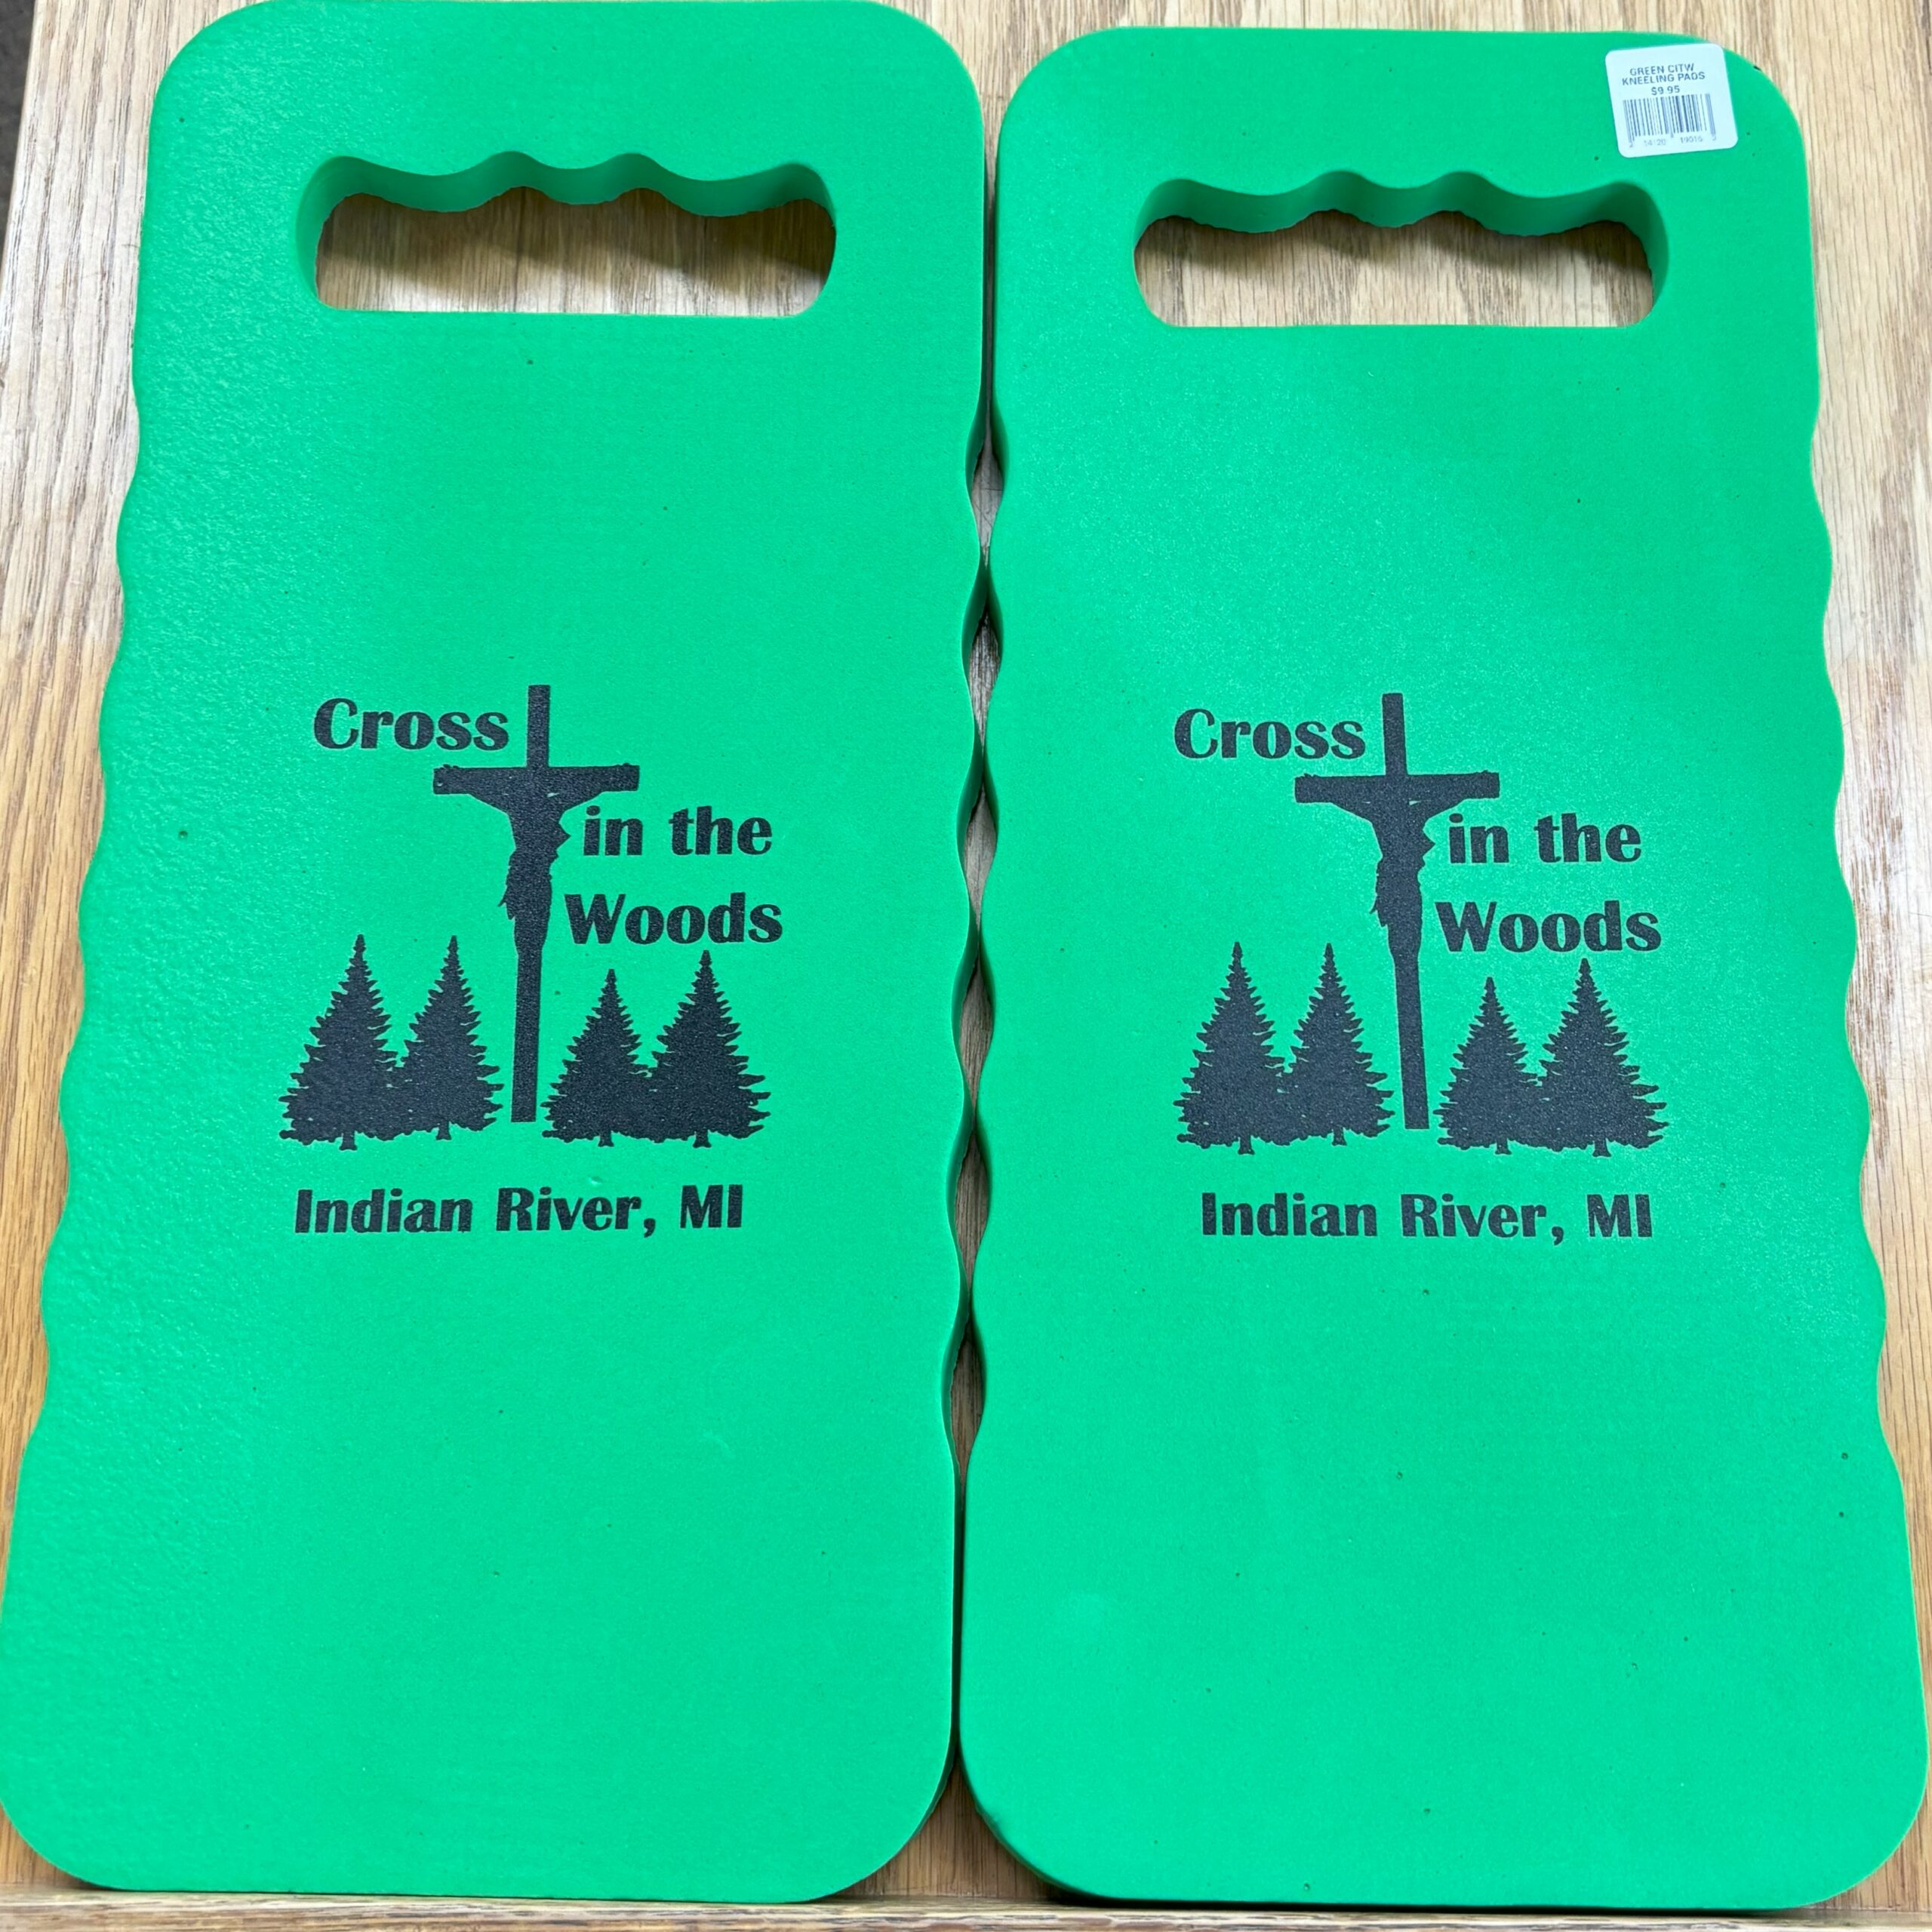 Cross
in the
Woods
Indian River, MI
GREEN CITW
KNEELING PADS
$9.95
Cross
in the
Woods
Indian River, MI